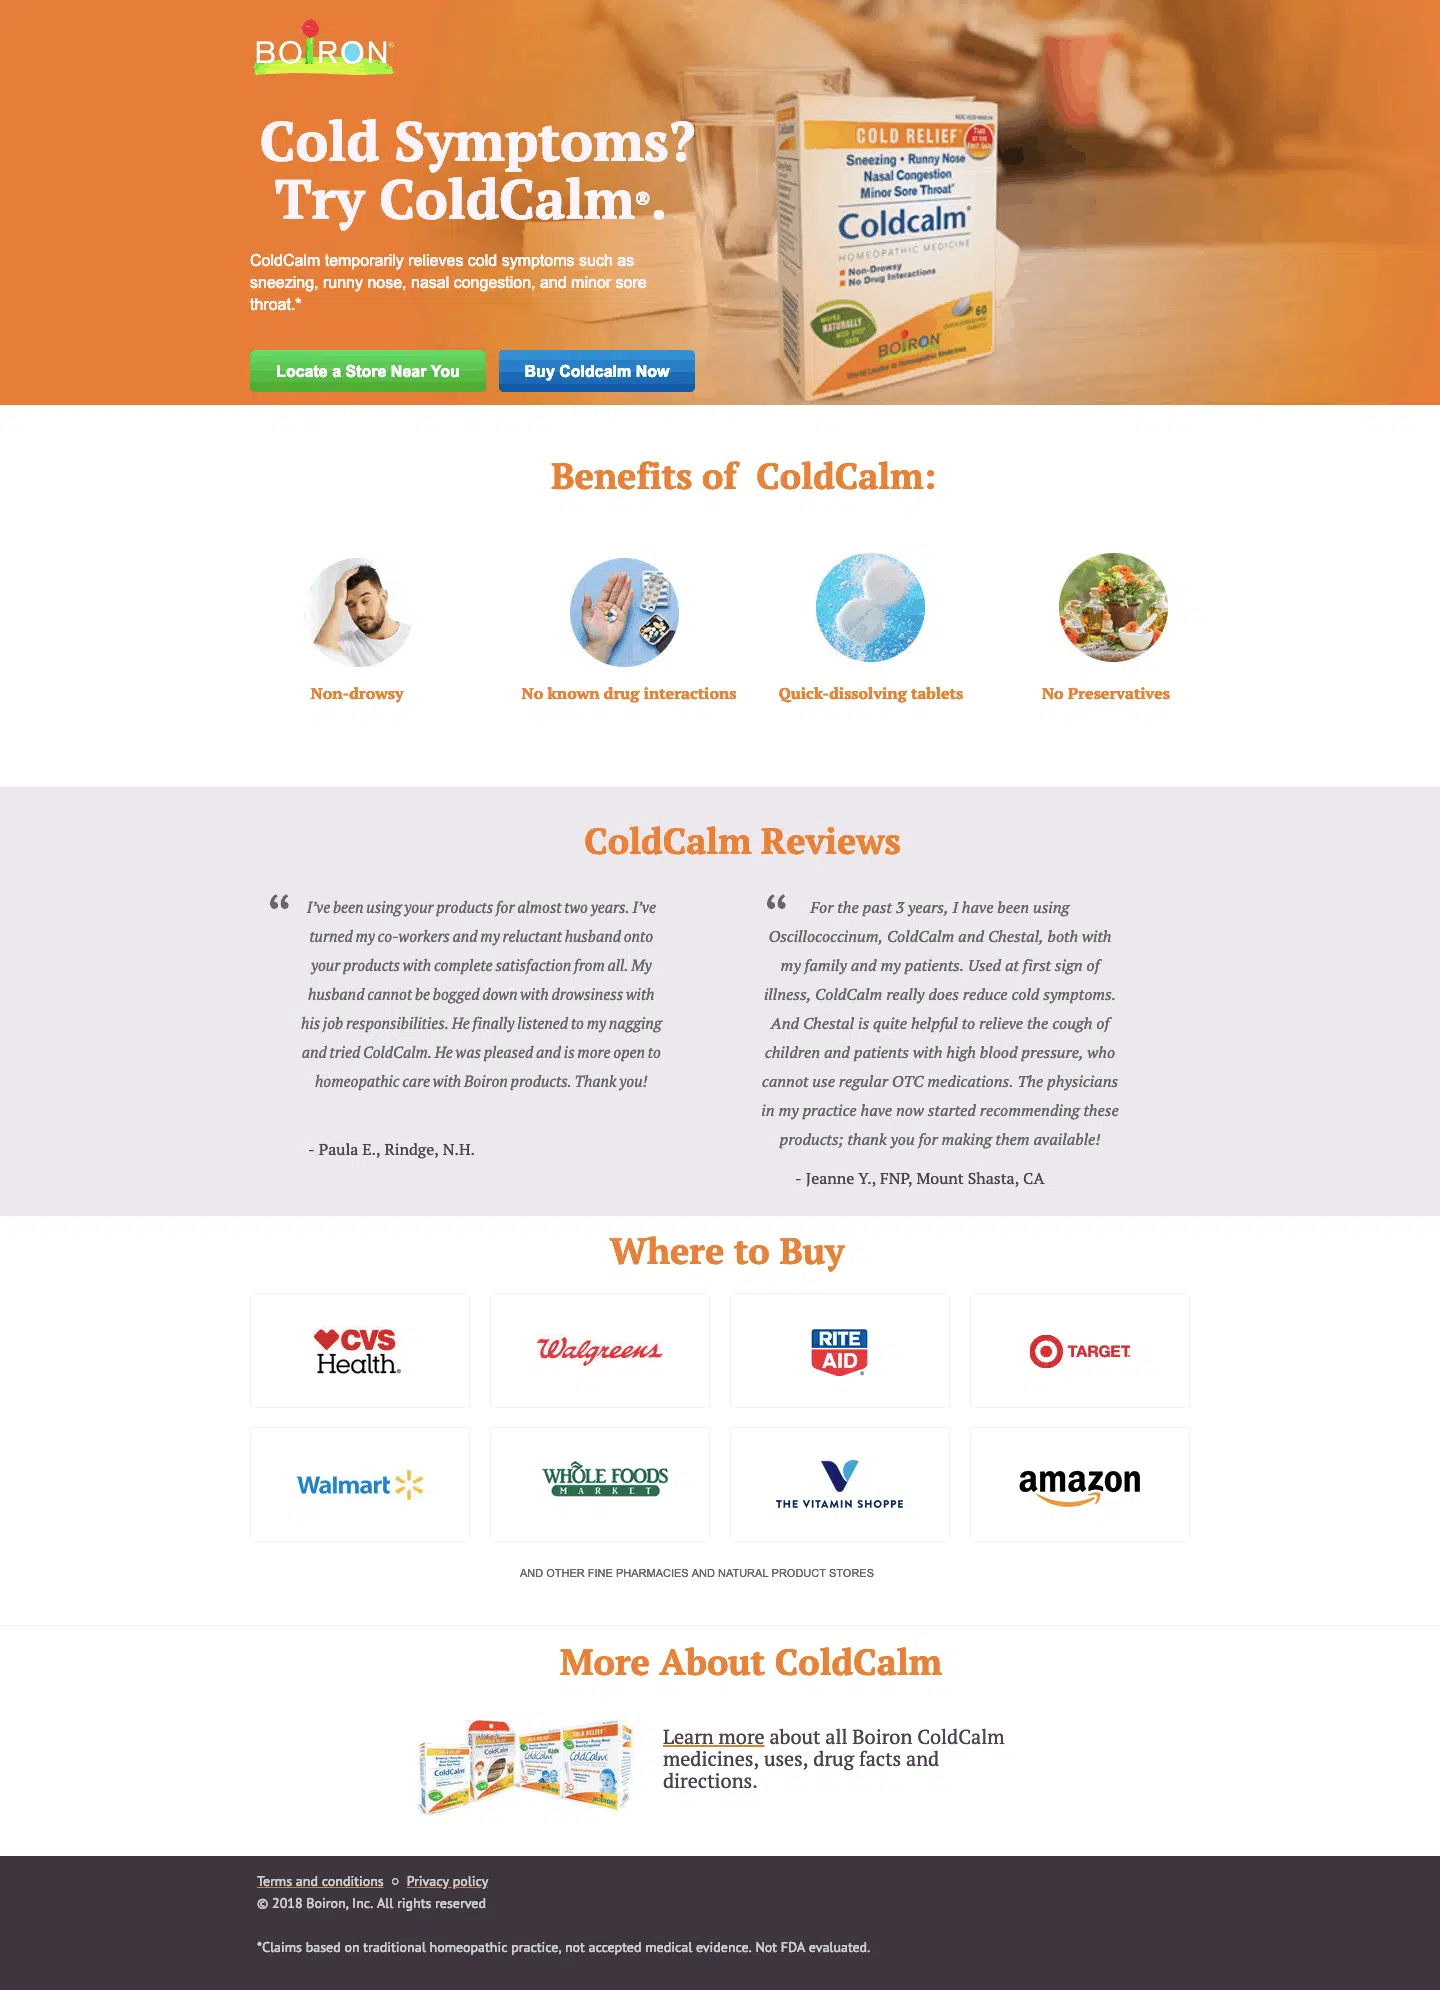 BOIRON®
Cold Symptoms?
Try ColdCalm®.
ColdCalm temporarily relieves cold symptoms such as
sneezing, runny nose, nasal congestion, and minor sore
throat.*
Locate a Store Near You
Buy Coldcalm Now
COLD RELIEF
Sneezing • Runny Nose
Nasal Congestion
Minor Sore Throat*
Coldcalm®
HOMEOPATHIC MEDICINE
Non-Drowsy
No Drug Interactions
NATURALLY
60
BOIRON
Benefits of ColdCalm:
Non-drowsy
No known drug interactions
Quick-dissolving tablets
No Preservatives
ColdCalm Reviews
“ I’ve been using your products for almost two years. I’ve
turned my co-workers and my reluctant husband onto
your products with complete satisfaction from all. My
husband cannot be bogged down with drowsiness with
his job responsibilities. He finally listened to my nagging
and tried ColdCalm. He was pleased and is more open to
homeopathic care with Boiron products. Thank you!
- Paula E., Rindge, N.H.
“ For the past 3 years, I have been using
Oscillococcinum, ColdCalm and Chestal, both with
my family and my patients. Used at first sign of
illness, ColdCalm really does reduce cold symptoms.
And Chestal is quite helpful to relieve the cough of
children and patients with high blood pressure, who
cannot use regular OTC medications. The physicians
in my practice have now started recommending these
products; thank you for making them available!
- Jeanne Y., FNP, Mount Shasta, CA
Where to Buy
CVS
Health®
Walgreens
RITE
AID
TARGET
Walmart
WHOLE FOODS
MARKET
THE VITAMIN SHOPPE
amazon
AND OTHER FINE PHARMACIES AND NATURAL PRODUCT STORES
More About ColdCalm
COLD RELIEF
ColdCalm
ColdCalm
COLD RELIEF
ColdCalm
Kids
COLD RELIEF
ColdCalm
Learn more about all Boiron ColdCalm
medicines, uses, drug facts and
directions.
Terms and conditions Privacy policy
© 2018 Boiron, Inc. All rights reserved
*Claims based on traditional homeopathic practice, not accepted medical evidence. Not FDA evaluated.